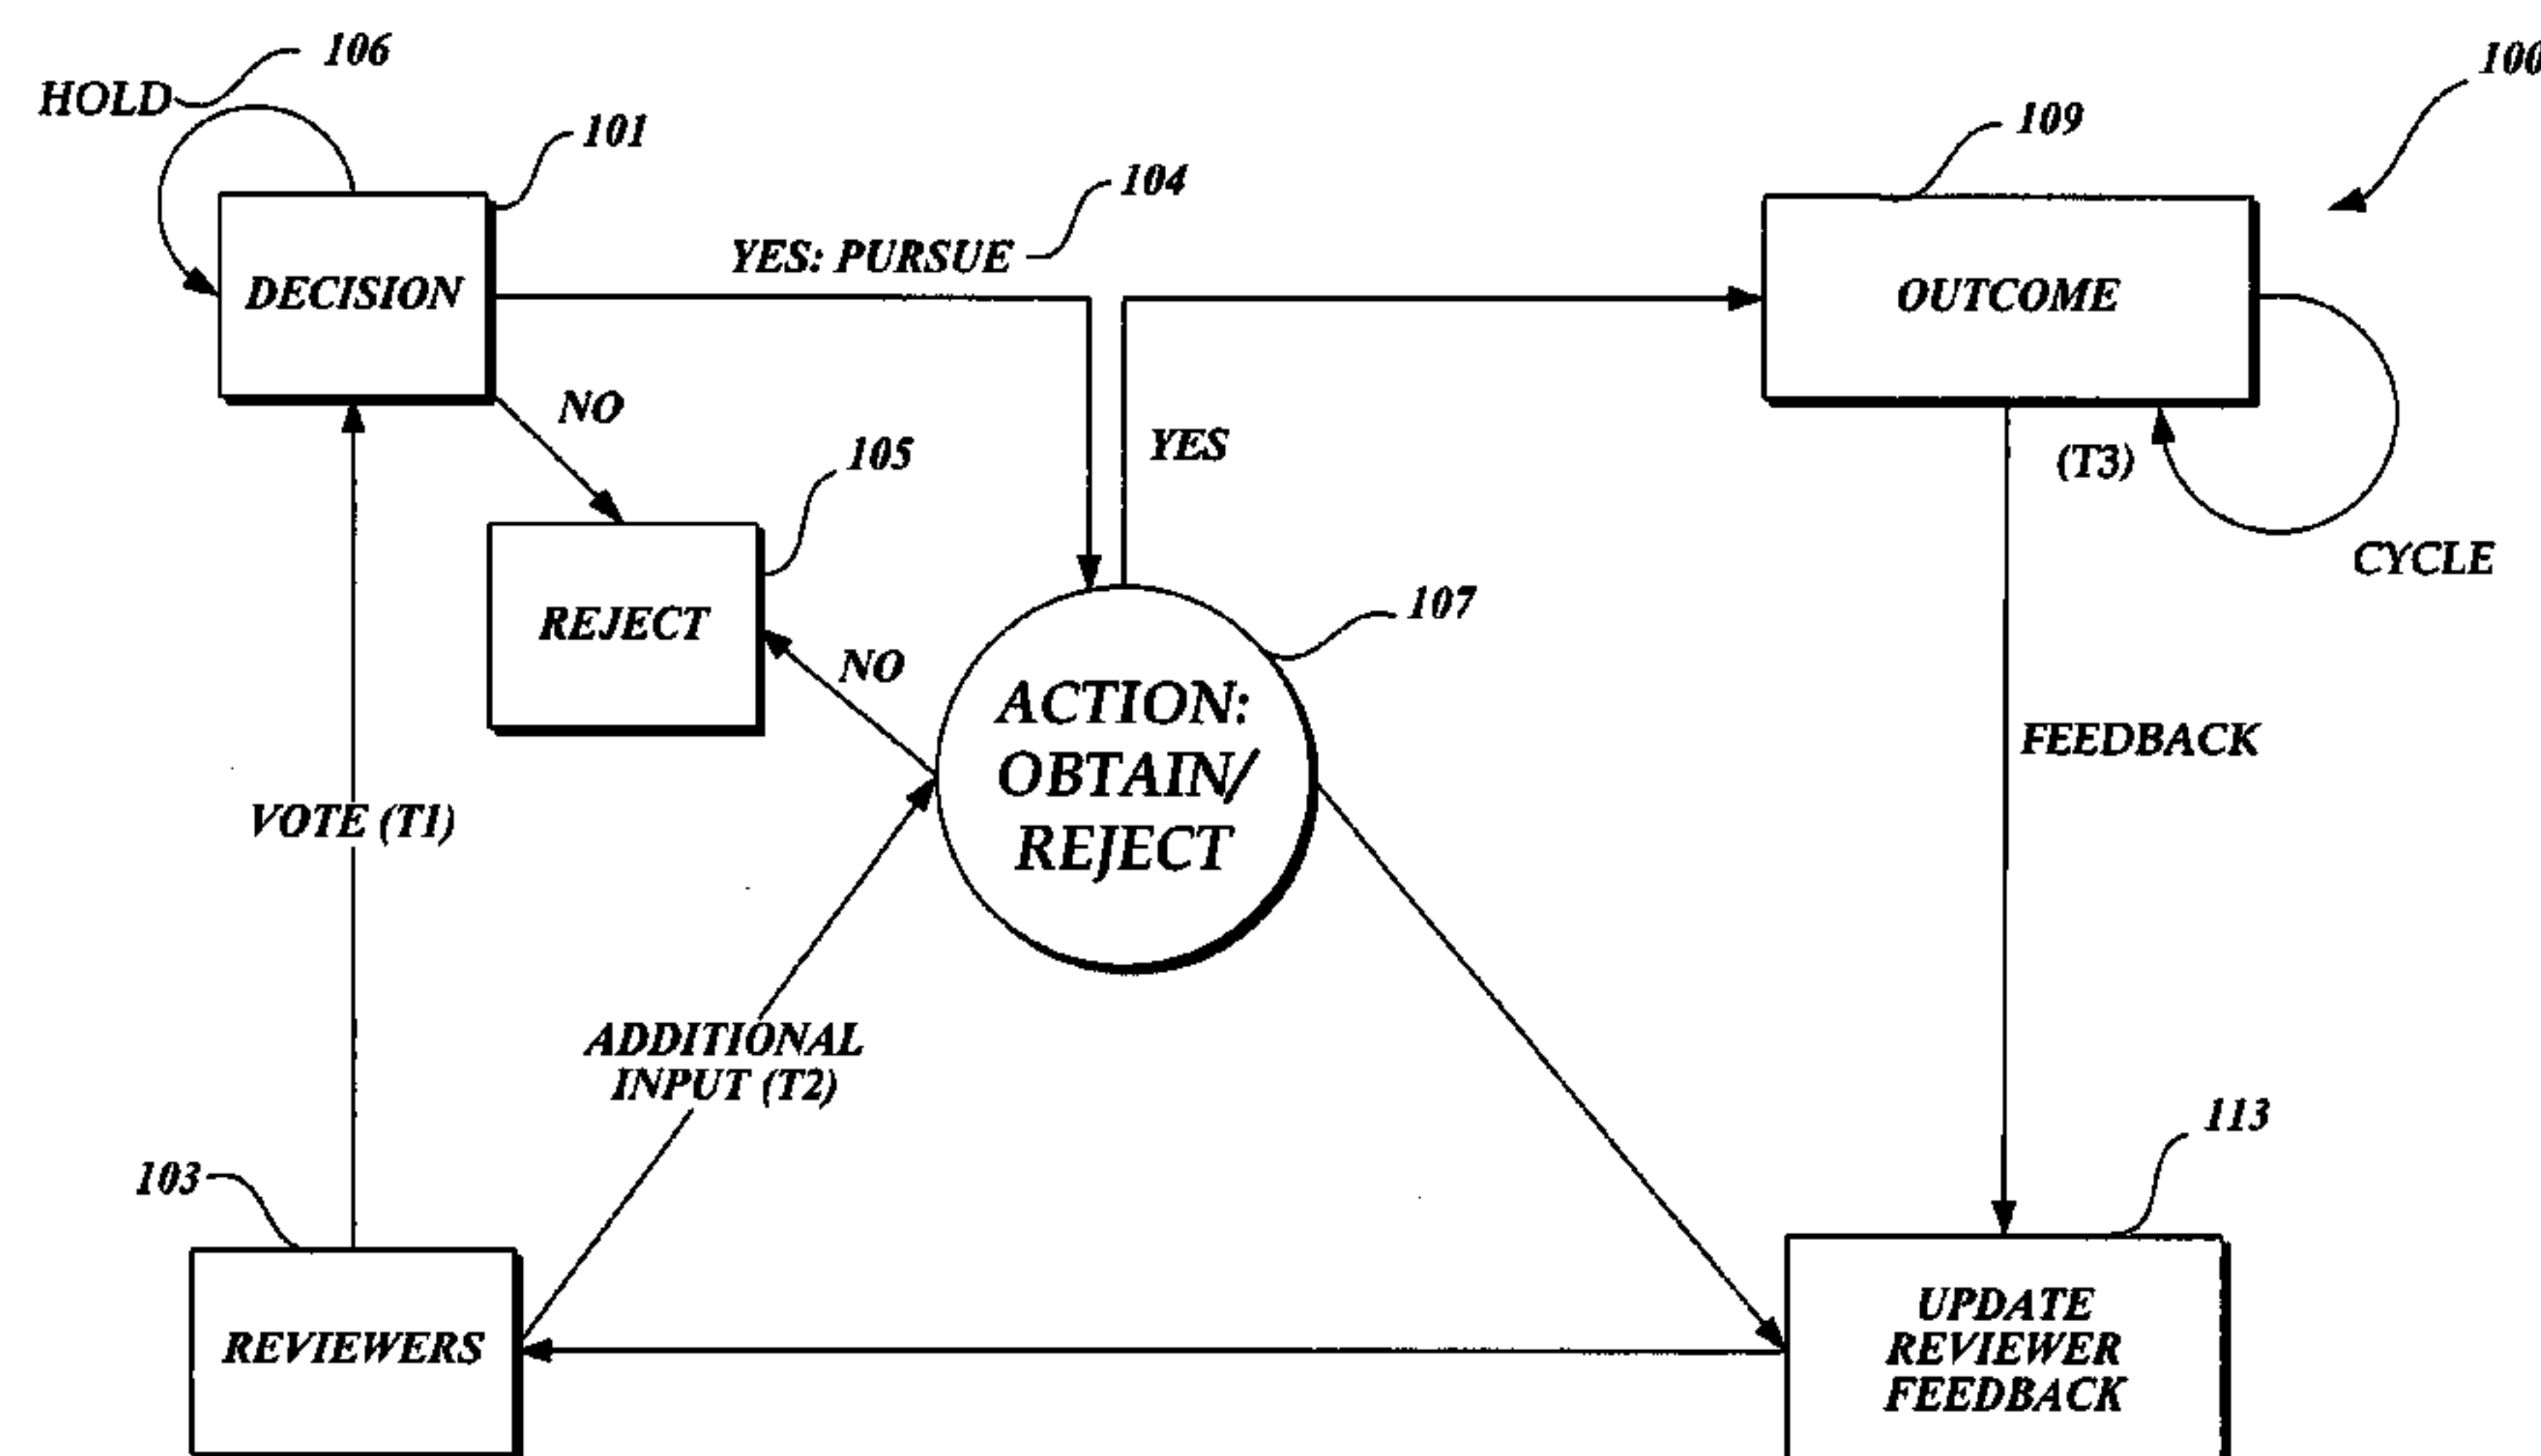 106
HOLD
100
101
109
104
YES: PURSUE
DECISION
OUTCOME
NO
YES
105
(T3)
CYCLE
REJECT
107
NO
ACTION:
OBTAIN/
REJECT
FEEDBACK
VOTE (T1)
ADDITIONAL
INPUT (T2)
113
103
REVIEWERS
UPDATE
REVIEWER
FEEDBACK